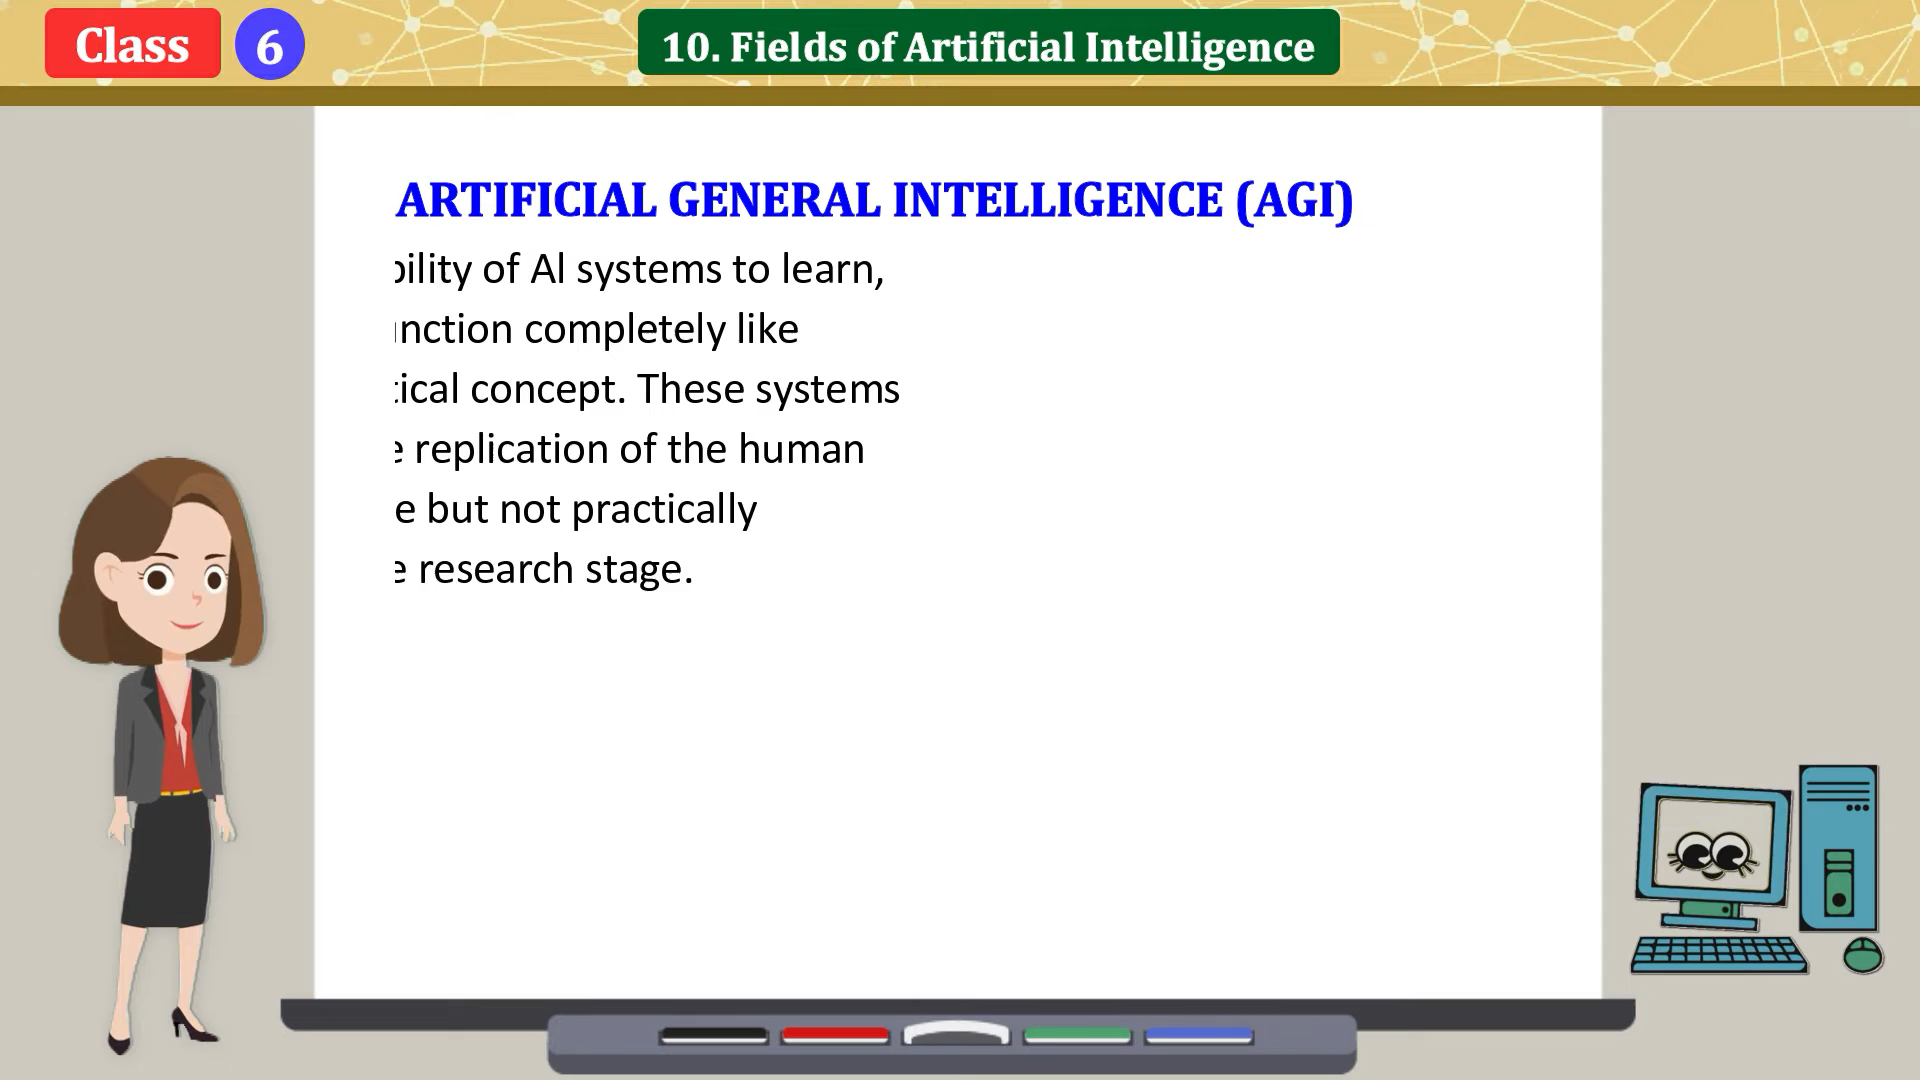 Class 6
10. Fields of Artificial Intelligence
ARTIFICIAL GENERAL INTELLIGENCE (AGI)
of Al systems to learn,
completely like
concept. These systems
replication of the human
but not practically
research stage.